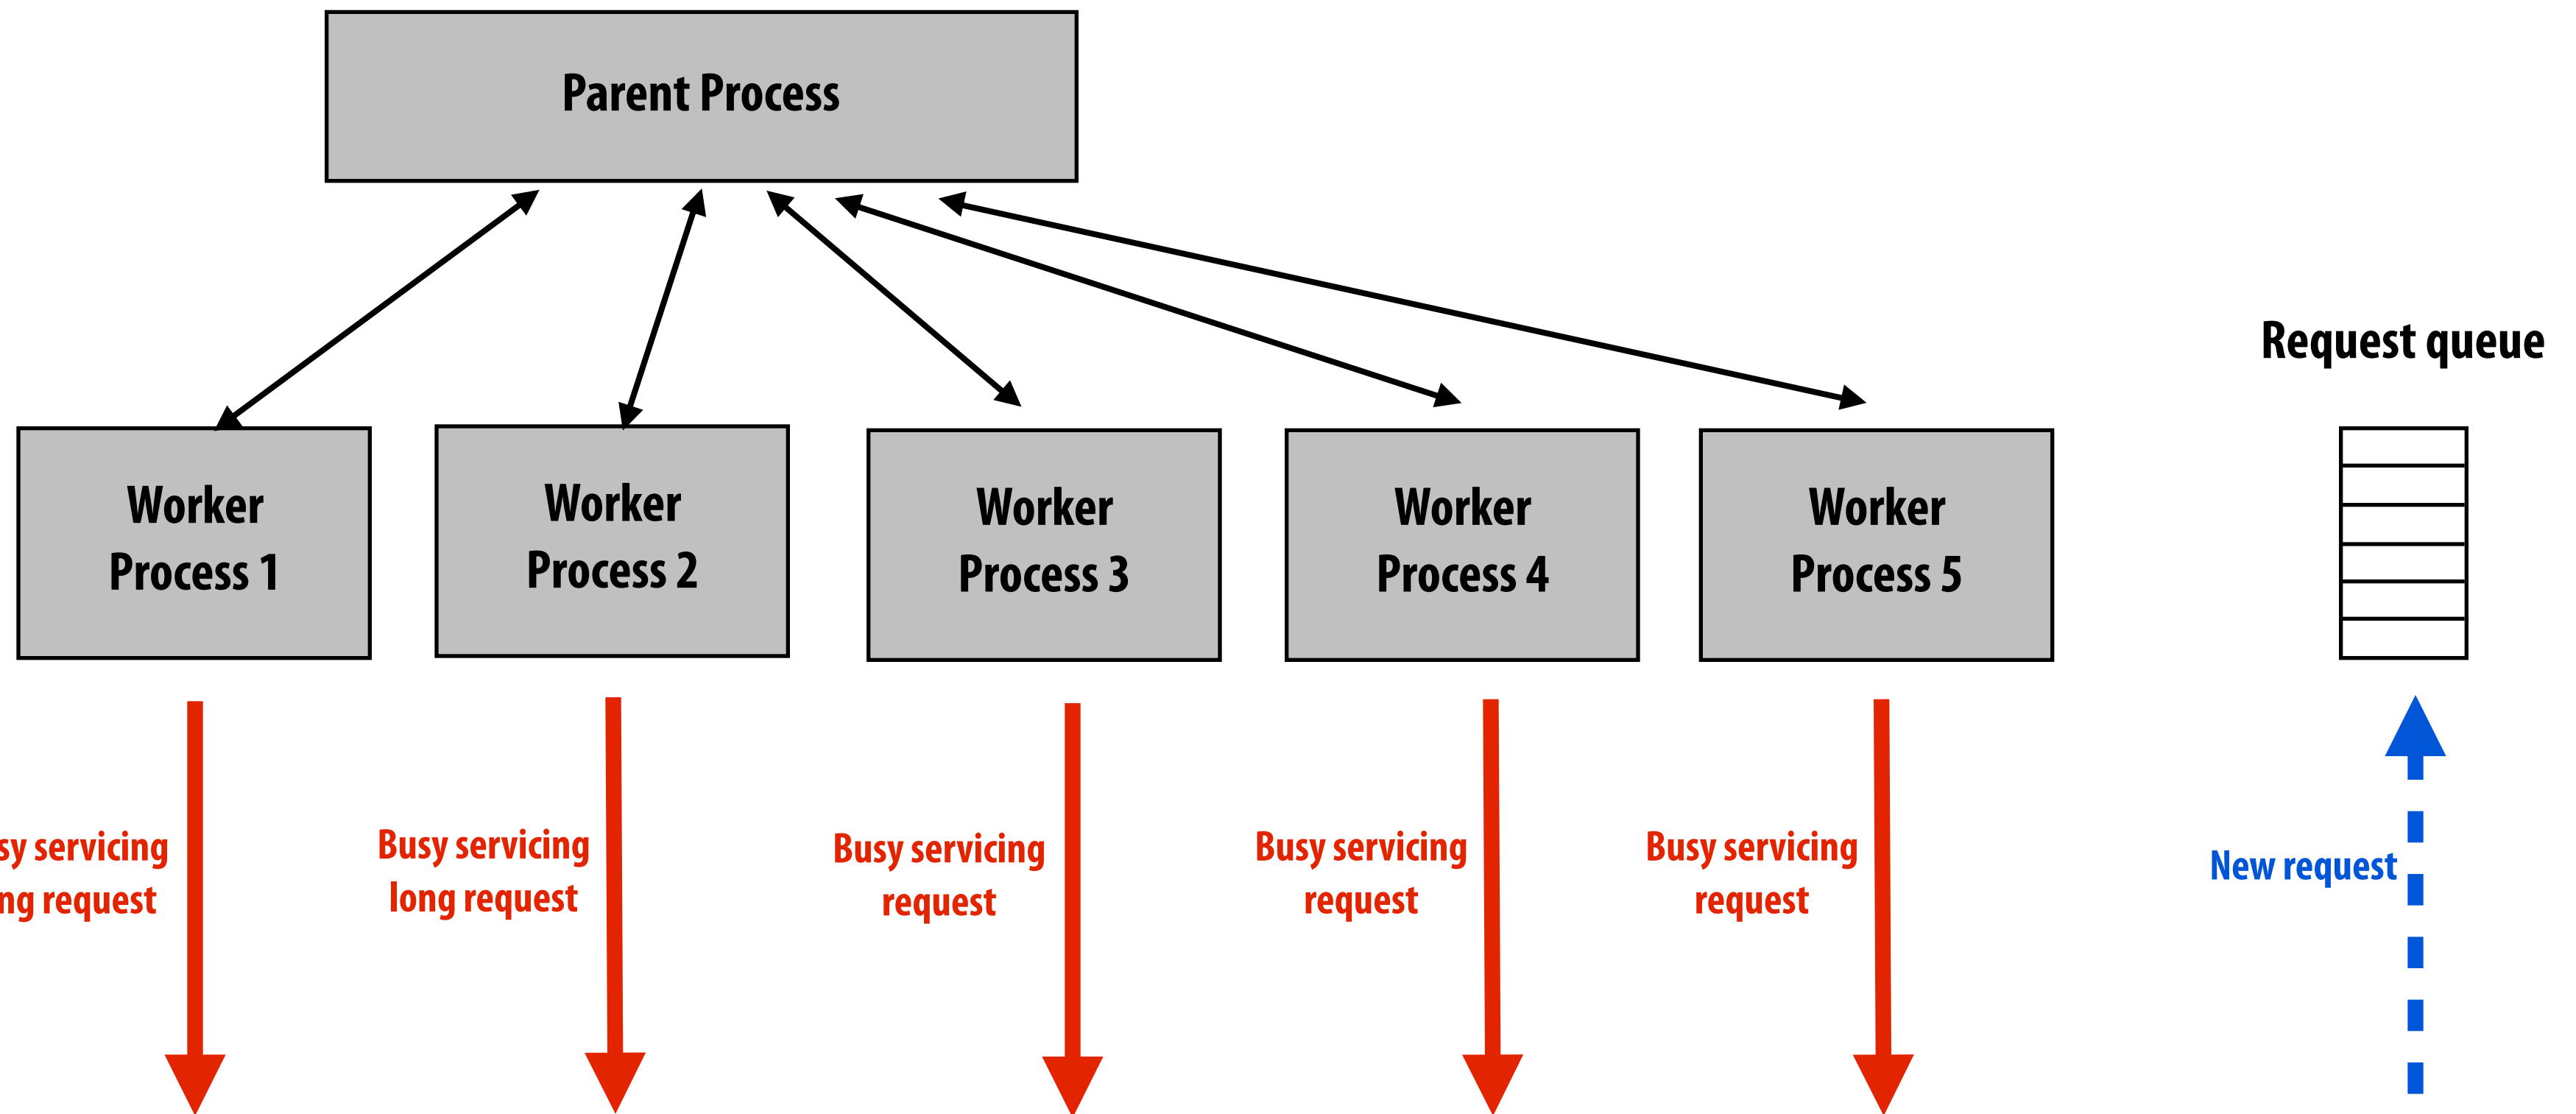 Parent Process
Request queue
Worker
Process 1
Worker
Process 2
Worker
Process 3
Worker
Process 4
Worker
Process 5
servicing
request
Busy servicing
long request
Busy servicing
request
Busy servicing
request
Busy servicing
request
New request